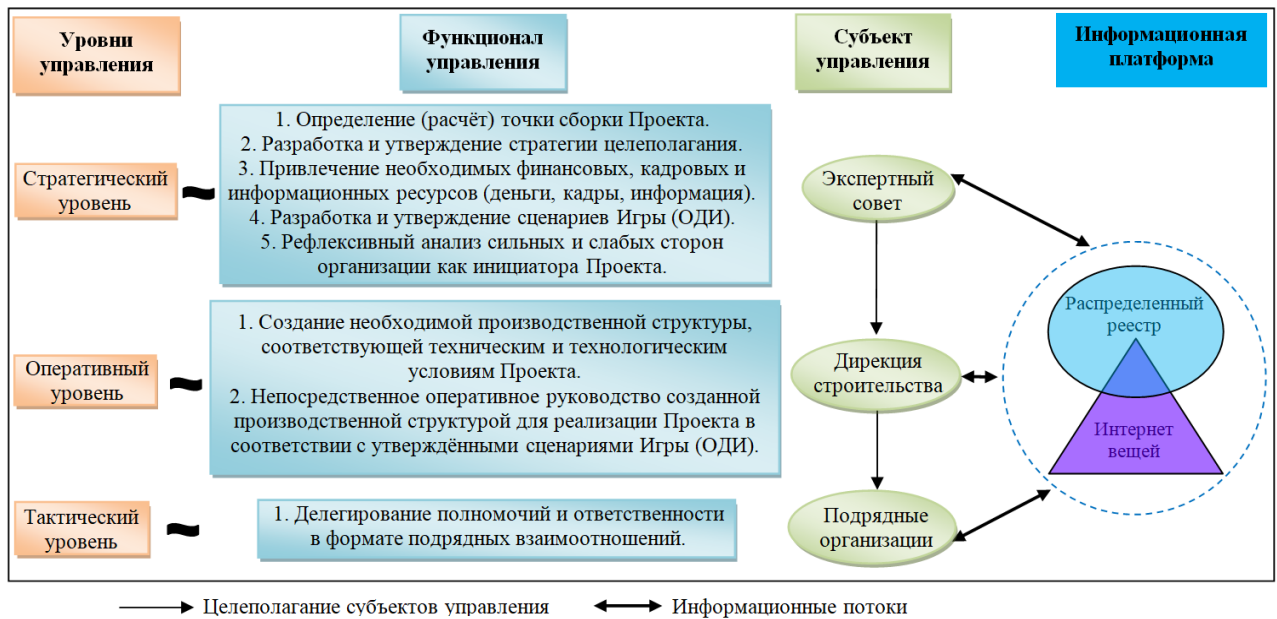 Уровни
управления
Функционал
управления
Субъект
управления
Информационная
платформа
Стратегический
уровень
1. Определение (расчёт) точки сборки Проекта.
2. Разработка и утверждение стратегии целеполагания.
3. Привлечение необходимых финансовых, кадровых и
информационных ресурсов (деньги, кадры, информация).
4. Разработка и утверждение сценариев Игры (ОДИ).
5. Рефлексивный анализ сильных и слабых сторон
организации как инициатора Проекта.
Экспертный
совет
Распределенный
реестр
Интернет
вещей
Оперативный
уровень
1. Создание необходимой производственной структуры,
соответствующей техническим и технологическим
условиям Проекта.
2. Непосредственное оперативное руководство созданной
производственной структурой для реализации Проекта в
соответствии с утверждёнными сценариями Игры (ОДИ).
Дирекция
строительства
Тактический
уровень
1. Делегирование полномочий и ответственности
в формате подрядных взаимоотношений.
Подрядные
организации
Целеполагание субъектов управления
Информационные потоки